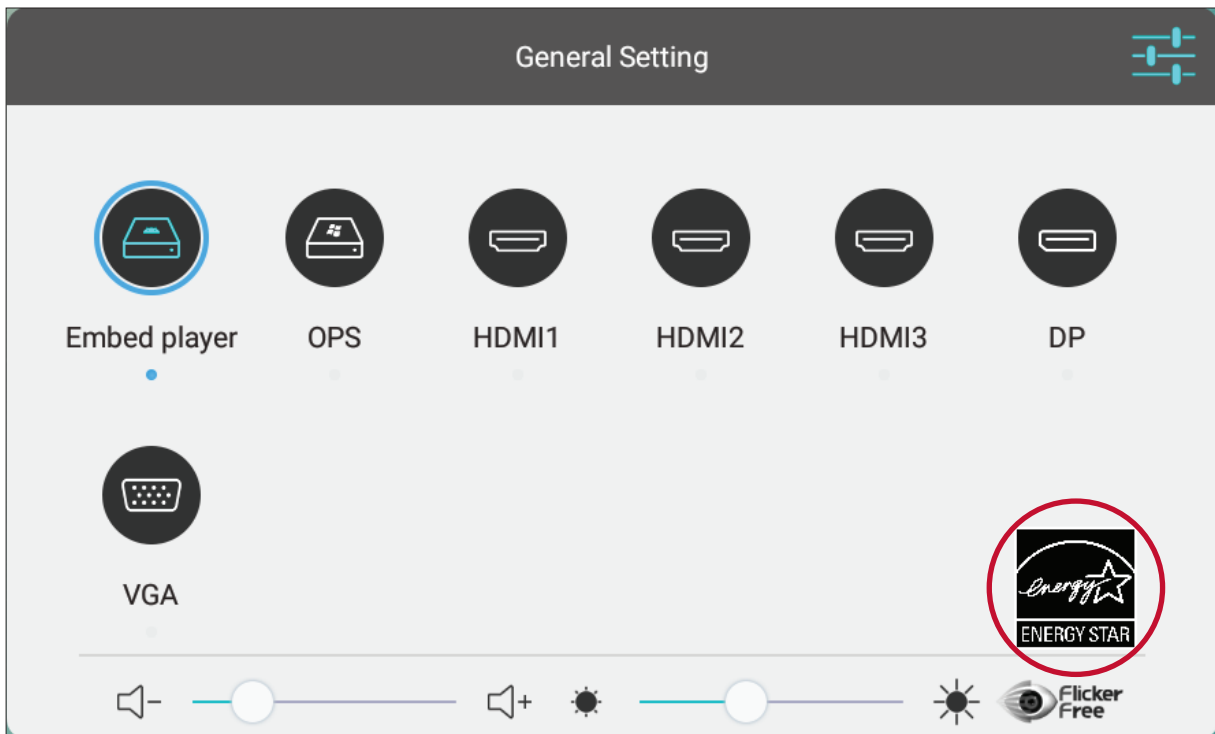 General Setting
Embed player
OPS
HDMI1
HDMI2
HDMI3
DP
VGA
energy
ENERGY STAR
Flicker
Free